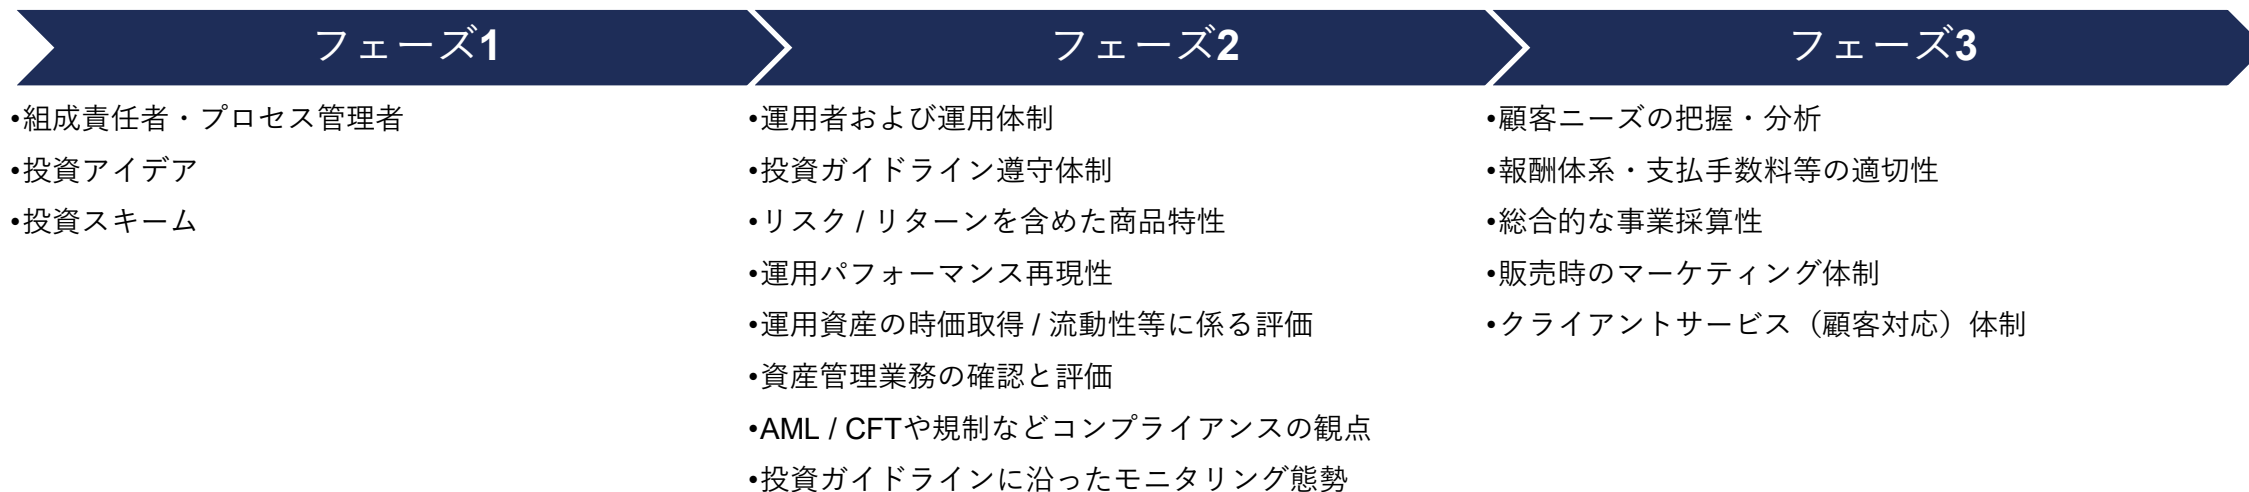 フェーズ1
•組成責任者・プロセス管理者
•投資アイデア
•投資スキーム
フェーズ2
•運用者および運用体制
•投資ガイドライン遵守体制
•リスク / リターンを含めた商品特性
•運用パフォーマンス再現性
•運用資産の時価取得 / 流動性等に係る評価
•資産管理業務の確認と評価
•AML / CFTや規制などコンプライアンスの観点
•投資ガイドラインに沿ったモニタリング態勢
フェーズ3
•顧客ニーズの把握・分析
•報酬体系・支払手数料等の適切性
•総合的な事業採算性
•販売時のマーケティング体制
•クライアントサービス（顧客対応）体制